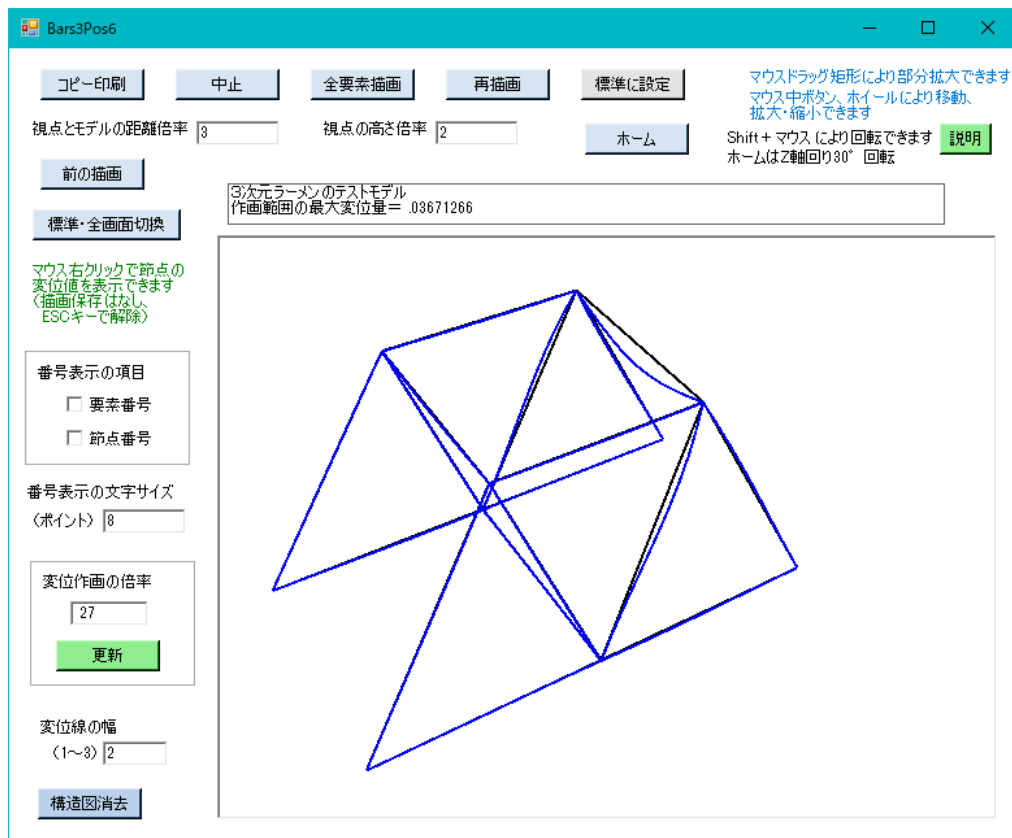 Bars3Pos6
コピー印刷
中止
全要素描画
再描画
標準に設定
マウスドラッグ矩形により部分拡大できます
マウス中ボタン、ホイールにより移動、
拡大・縮小できます
視点とモデルの距離倍率 3
視点の高さ倍率 2
ホーム
Shift + マウス により回転できます
ホームはZ軸回り30° 回転
説明
前の描画
標準・全画面切換
3次元ラーメンのテストモデル
作画範囲の最大変位量＝ .03671266
マウス右クリックで節点の
変位値を表示できます
（描画保存はなし、
ESCキーで解除）
番号表示の項目
要素番号
節点番号
番号表示の文字サイズ
（ポイント） 8
変位作画の倍率
27
更新
変位線の幅
（1～3） 2
構造図消去